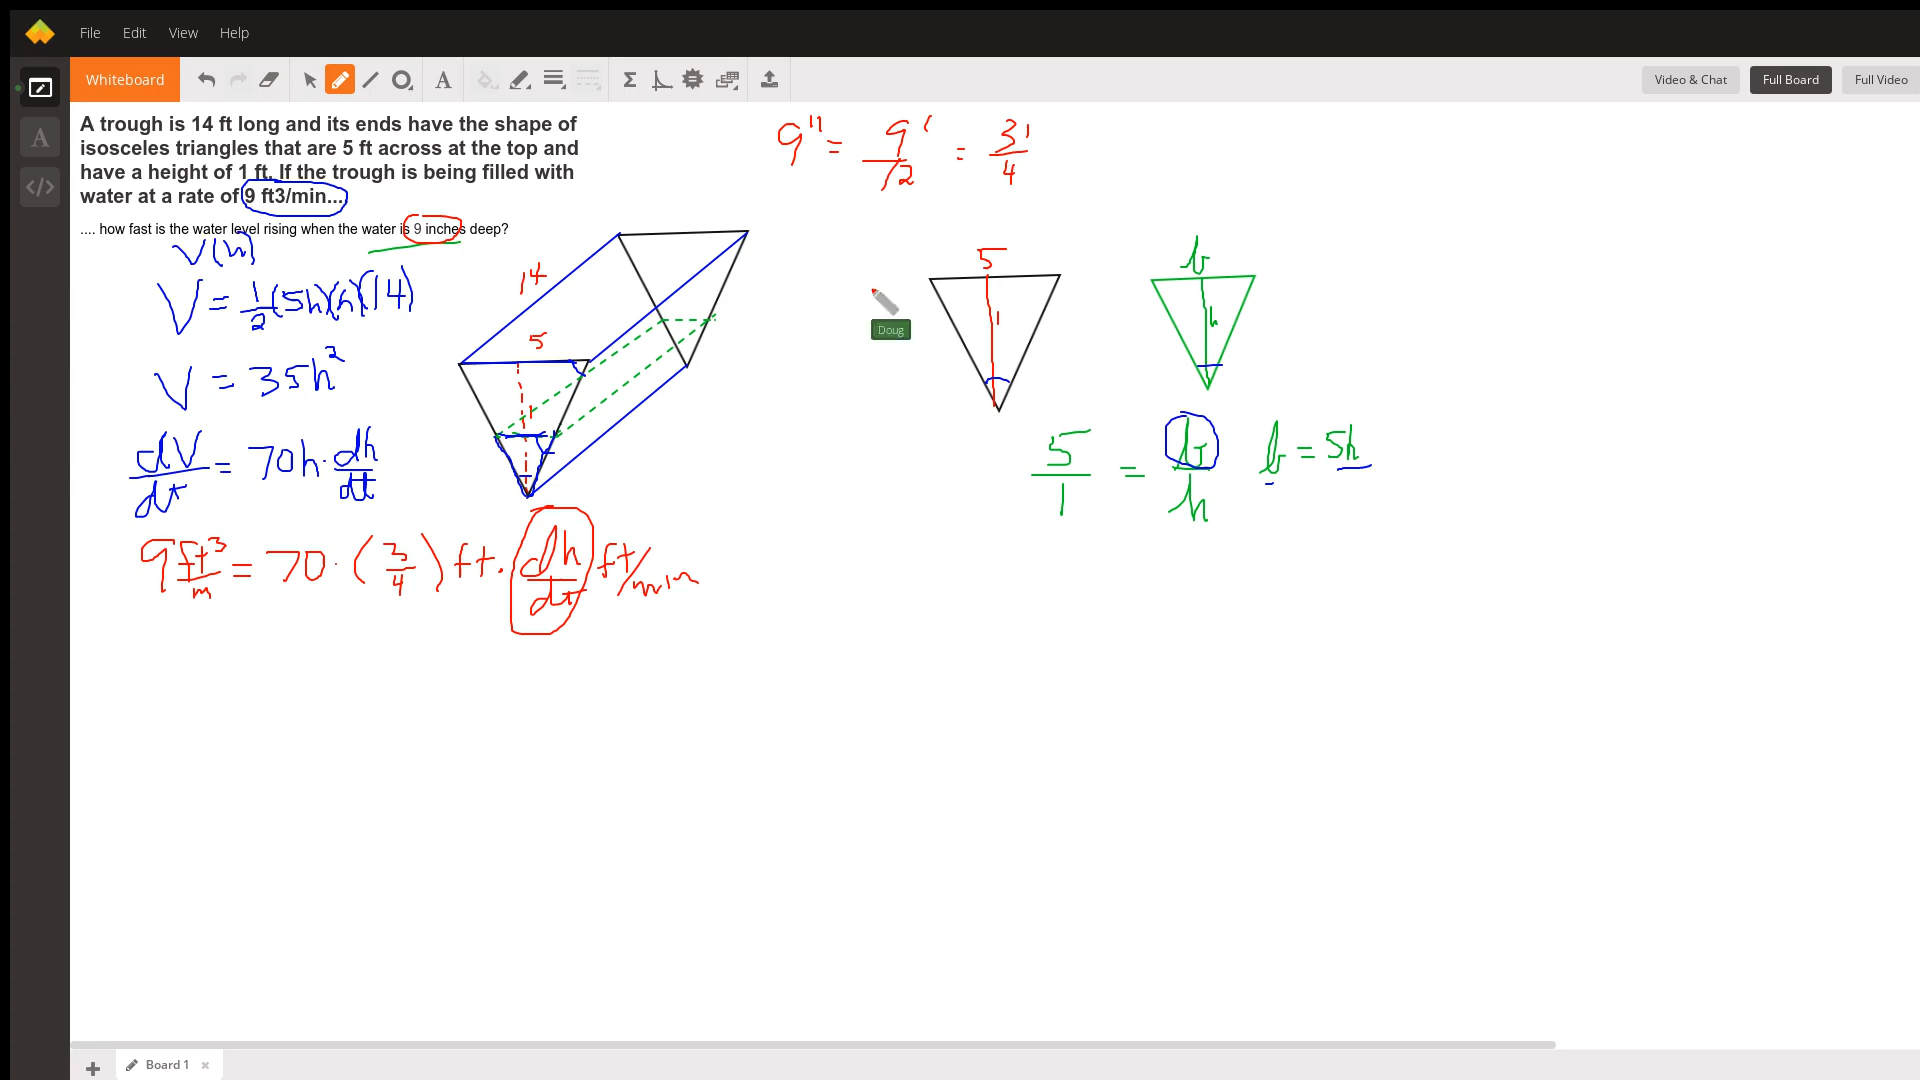 File Edit View Help
Whiteboard
A
Σ
Video & Chat Full Board Full Video
A
</>
A trough is 14 ft long and its ends have the shape of
isosceles triangles that are 5 ft across at the top and
have a height of 1 ft. If the trough is being filled with
water at a rate of 9 ft3/min...
.... how fast is the water level rising when the water is 9 inches deep?
9" = 9'/12 = 3'/4
V(h)
V = 1/2 (5h)(h)(14)
V = 35h²
dV/dt = 70h · dh/dt
9 ft³/m = 70 · (3/4) ft · dh/dt ft/min
14
5
1
5
1
b
h
Doug
5/1 = b/h b = 5h
Board 1